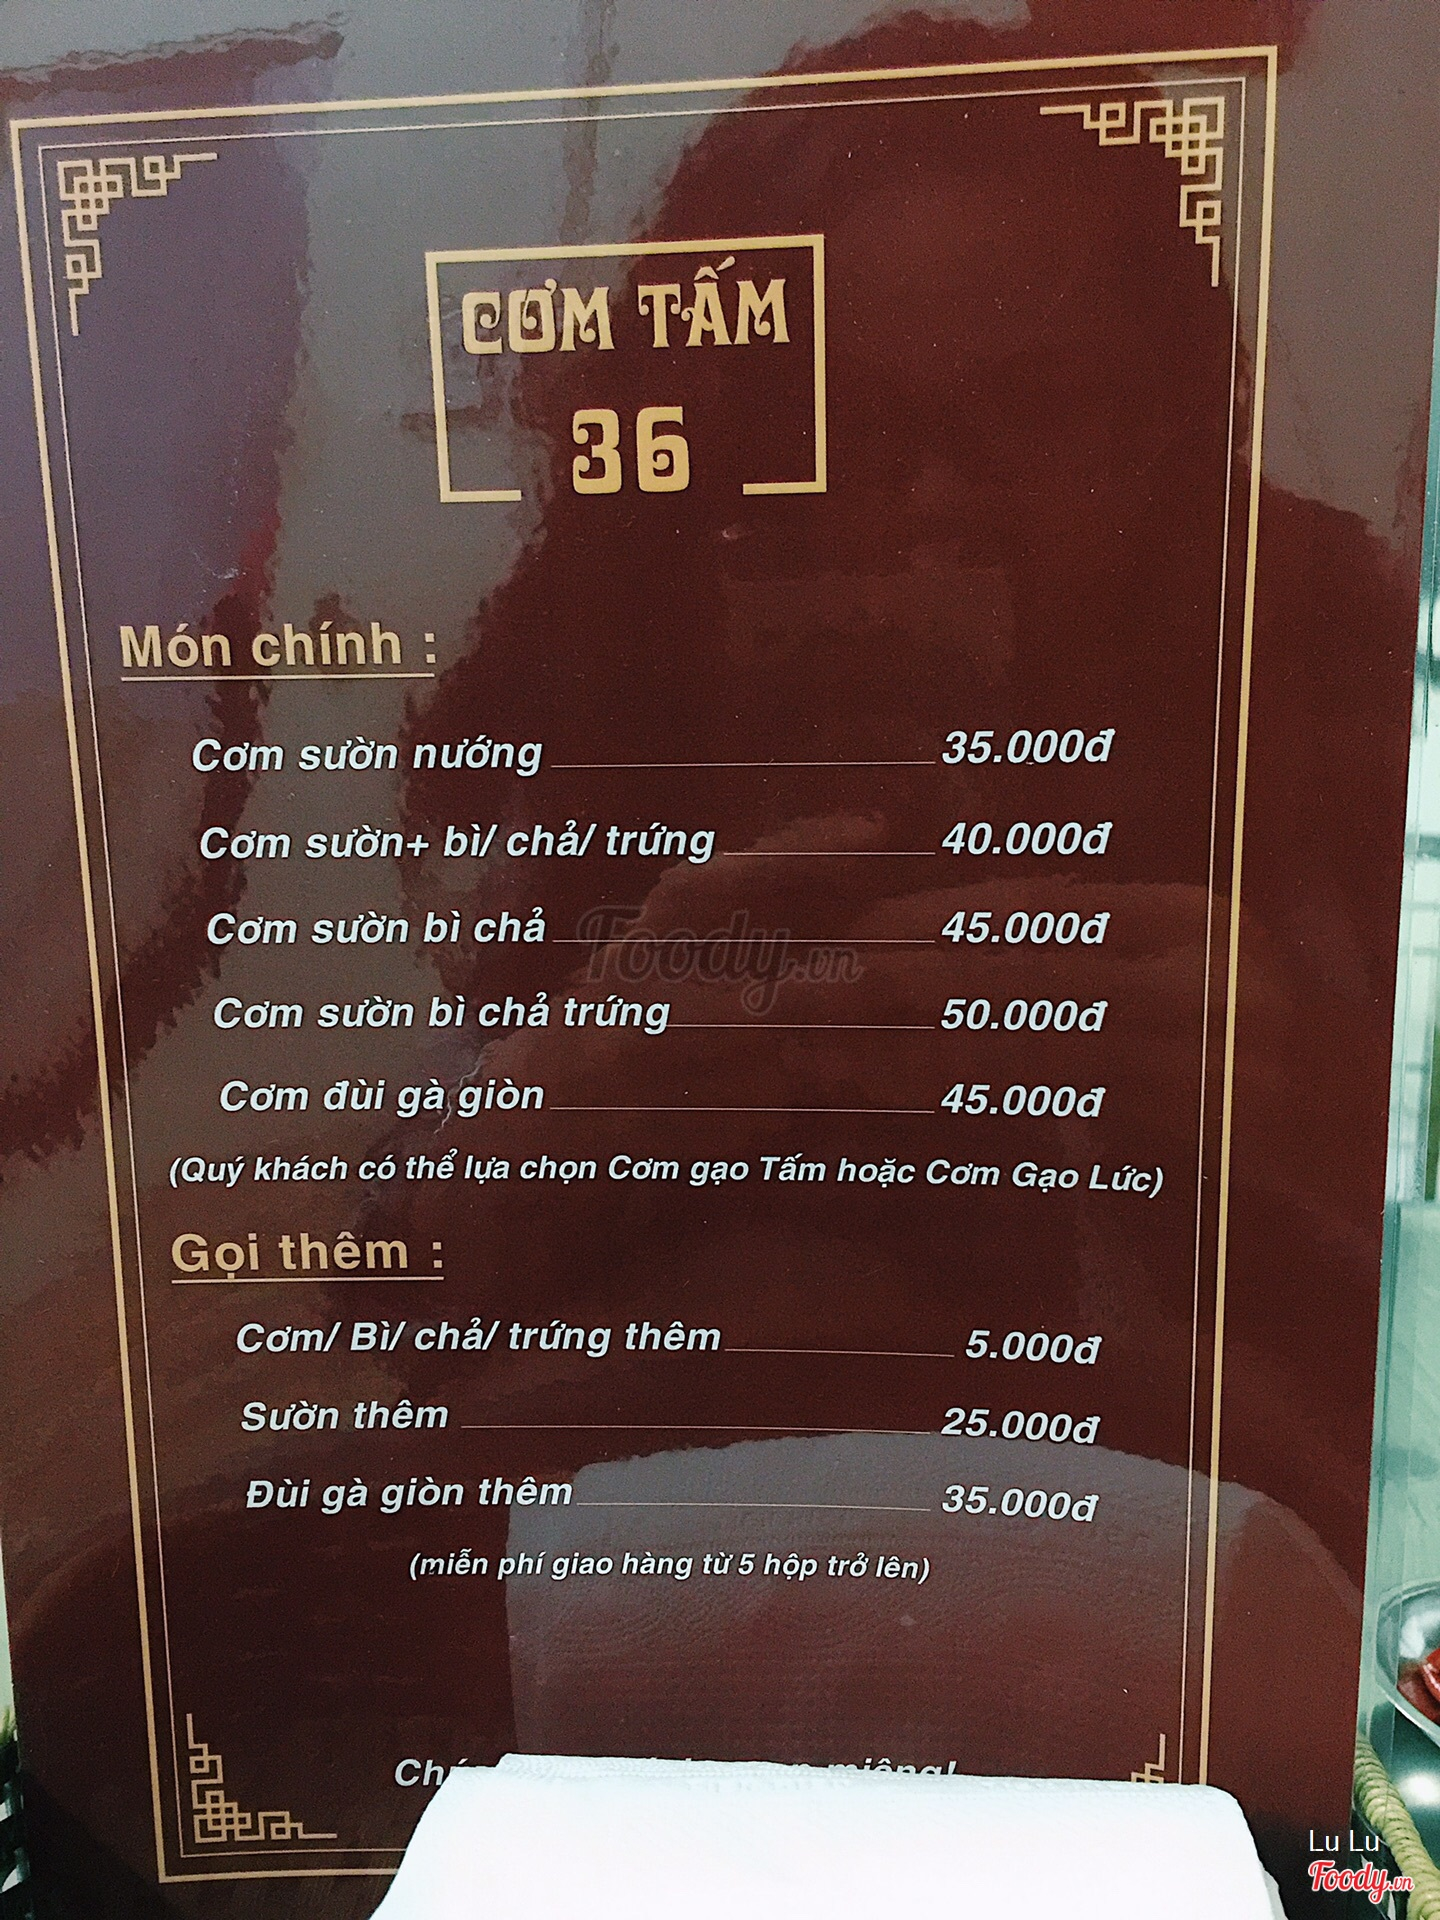 CƠM TẤM
36
Món chính :
Cơm sườn nướng 35.000đ
Cơm sườn+ bì/ chả/ trứng 40.000đ
Cơm sườn bì chả 45.000đ
Foody.vn
Cơm sườn bì chả trứng 50.000đ
Cơm đùi gà giòn 45.000đ
(Quý khách có thể lựa chọn Cơm gạo Tấm hoặc Cơm Gạo Lức)
Gọi thêm :
Cơm/ Bì/ chả/ trứng thêm 5.000đ
Sườn thêm 25.000đ
Đùi gà giòn thêm 35.000đ
(miễn phí giao hàng từ 5 hộp trở lên)
miệng!
Lu Lu
Foody.vn